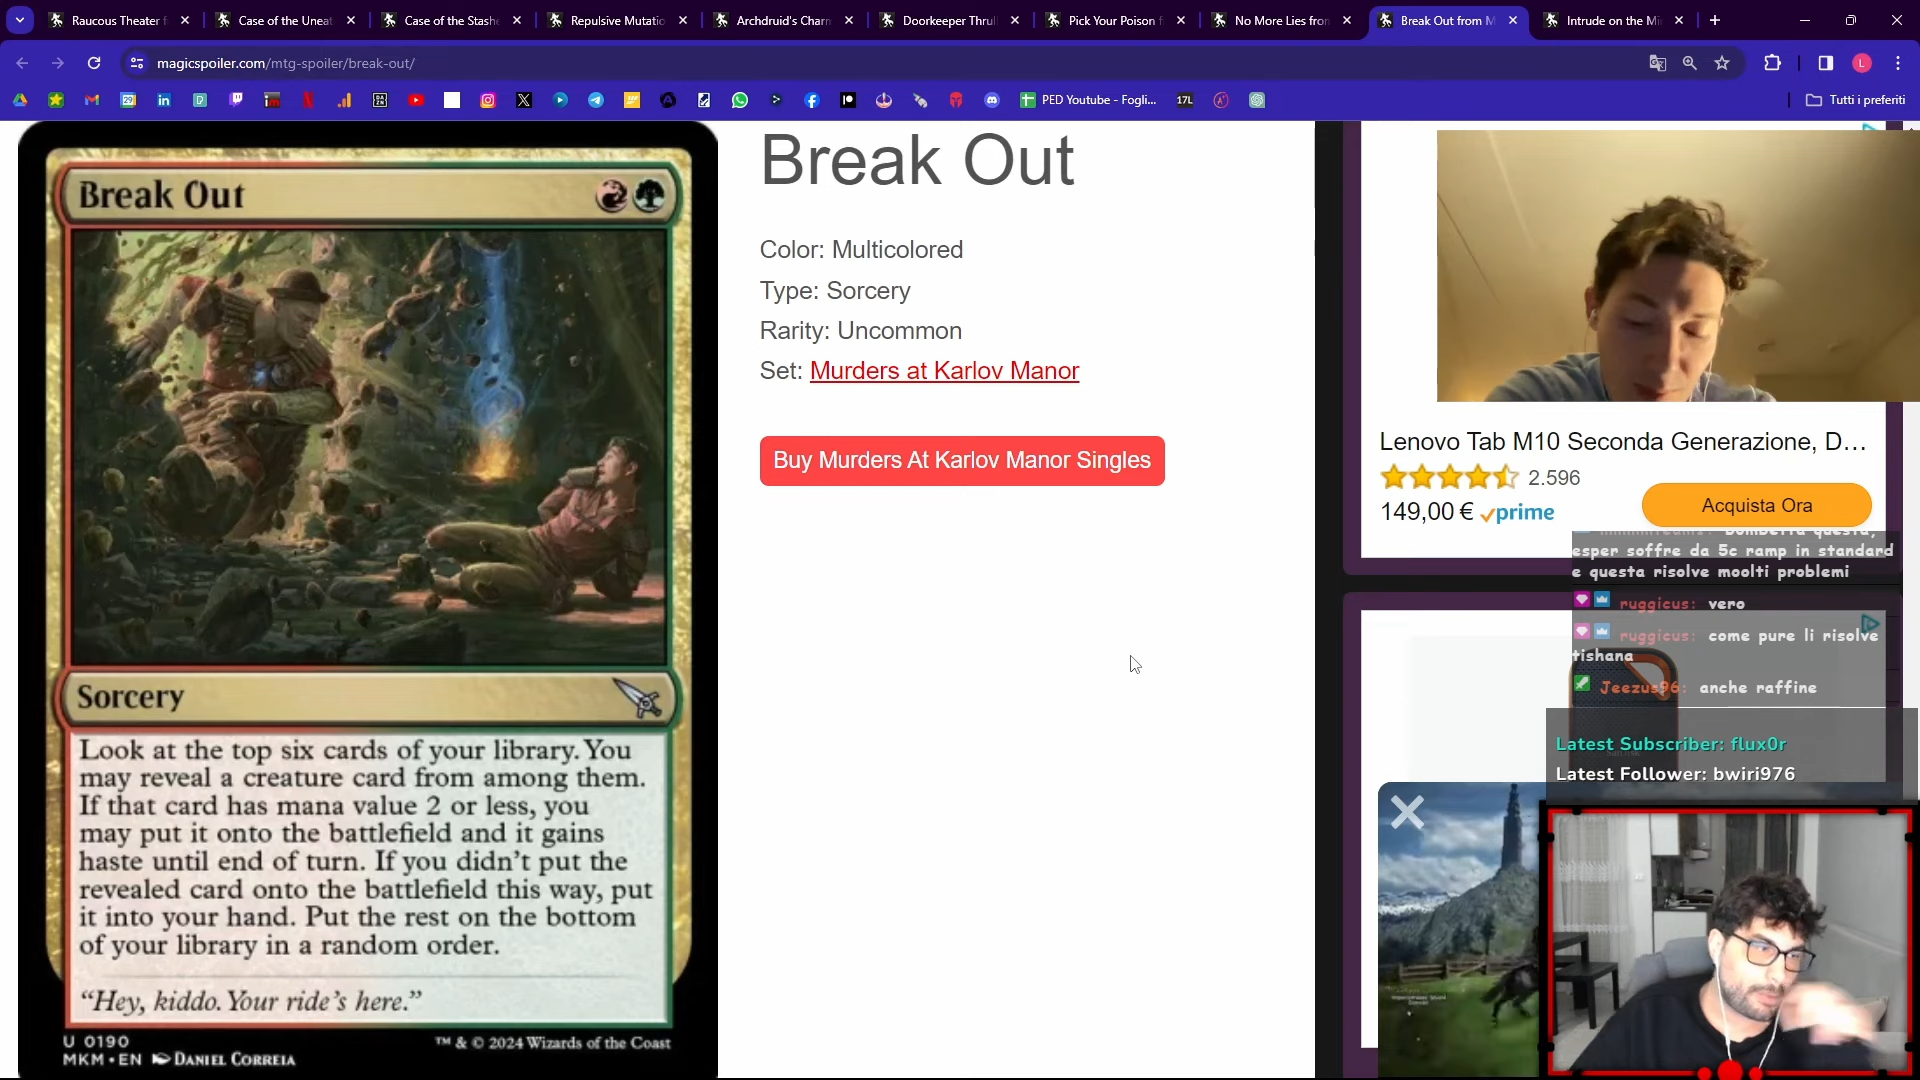 Raucous Theater f
Case of the Uneat
Case of the Stashe
Repulsive Mutatio
Archdruid's Charm
Doorkeeper Thrull
Pick Your Poison f
No More Lies from
Break Out from M
Intrude on the Mi
magicspoiler.com/mtg-spoiler/break-out/
L
PED Youtube - Fogli...
17L
Tutti i preferiti
Break Out
Sorcery
Look at the top six cards of your library. You
may reveal a creature card from among them.
If that card has mana value 2 or less, you
may put it onto the battlefield and it gains
haste until end of turn. If you didn't put the
revealed card onto the battlefield this way, put
it into your hand. Put the rest on the bottom
of your library in a random order.
“Hey, kiddo. Your ride's here.”
U 0190
MKM • EN DANIEL CORREIA
™ & © 2024 Wizards of the Coast
Break Out
Color: Multicolored
Type: Sorcery
Rarity: Uncommon
Set: Murders at Karlov Manor
Buy Murders At Karlov Manor Singles
Lenovo Tab M10 Seconda Generazione, D...
2.596
149,00 € prime
Acquista Ora
questa,
esper soffre da 5c ramp in standard
e questa risolve moolti problemi
ruggicus: vero
ruggicus: come pure li risolve
tishana
Jeezus96: anche raffine
Latest Subscriber: flux0r
Latest Follower: bwiri976